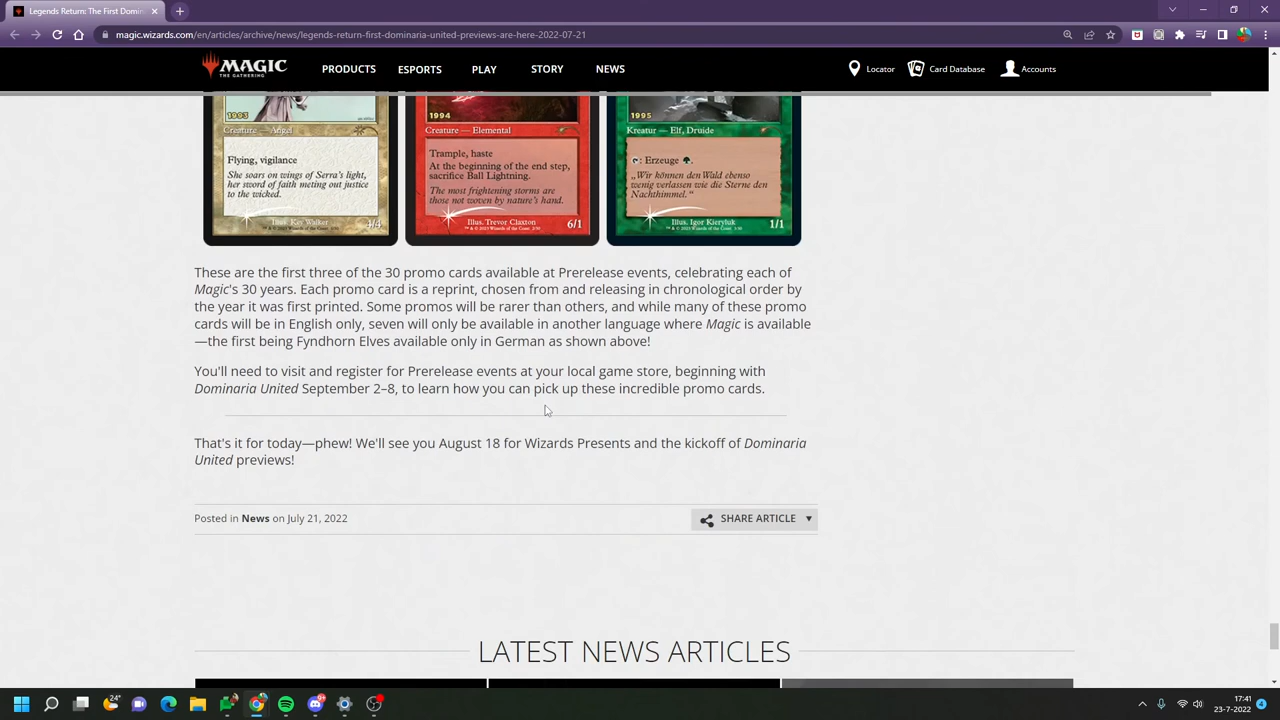 Legends Return: The First Domin
magic.wizards.com/en/articles/archive/news/legends-return-first-dominaria-united-previews-are-here-2022-07-21
MAGIC
THE GATHERING
PRODUCTS
ESPORTS
PLAY
STORY
NEWS
Locator
Card Database
Accounts
1993
1994
1995
Creature — Angel
Creature — Elemental
Kreatur — Elf, Druide
Flying, vigilance
She soars on wings of Serra's light,
her sword of faith meting out justice
to the wicked.
Illus. Kev Walker
4/4
Trample, haste
At the beginning of the end step,
sacrifice Ball Lightning.
The most frightening storms are
those not woven by nature's hand.
Illus. Trevor Claxton
6/1
: Erzeuge .
„Wir können den Wald ebenso
wenig verlassen wie die Sterne den
Nachthimmel.“
Illus. Igor Kieryluk
1/1
These are the first three of the 30 promo cards available at Prerelease events, celebrating each of
Magic's 30 years. Each promo card is a reprint, chosen from and releasing in chronological order by
the year it was first printed. Some promos will be rarer than others, and while many of these promo
cards will be in English only, seven will only be available in another language where Magic is available
—the first being Fyndhorn Elves available only in German as shown above!
You'll need to visit and register for Prerelease events at your local game store, beginning with
Dominaria United September 2–8, to learn how you can pick up these incredible promo cards.
That's it for today—phew! We'll see you August 18 for Wizards Presents and the kickoff of Dominaria
United previews!
Posted in News on July 21, 2022
SHARE ARTICLE
LATEST NEWS ARTICLES
24°
17:41
23-7-2022